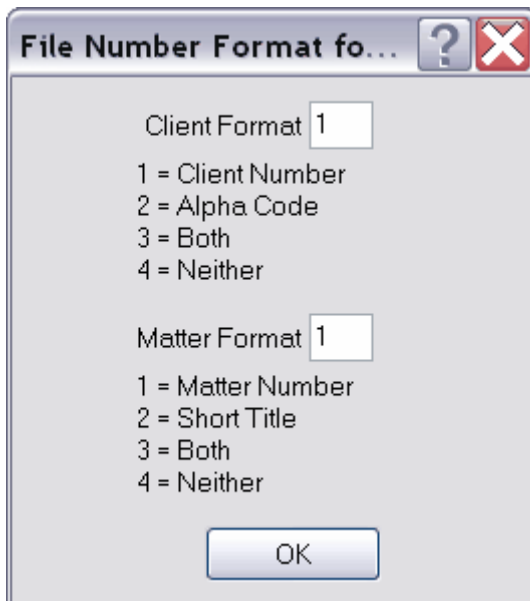 File Number Format fo...
Client Format 1
1 = Client Number
2 = Alpha Code
3 = Both
4 = Neither
Matter Format 1
1 = Matter Number
2 = Short Title
3 = Both
4 = Neither
OK